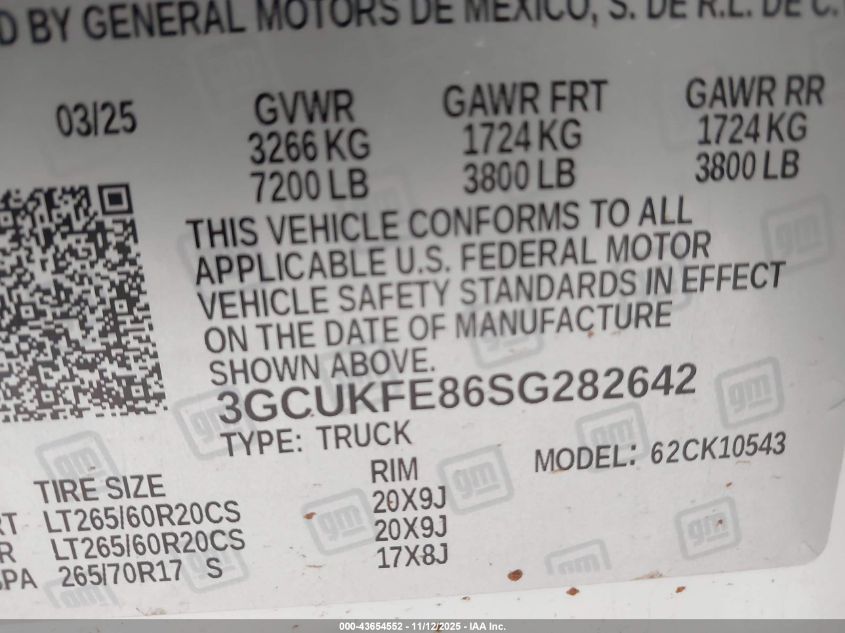 D BY GENERAL MOTORS DE MEXICO, S. DE R.L. DE C.
03/25 GVWR GAWR FRT GAWR RR
3266 KG 1724 KG 1724 KG
7200 LB 3800 LB 3800 LB
THIS VEHICLE CONFORMS TO ALL
APPLICABLE U.S. FEDERAL MOTOR
VEHICLE SAFETY STANDARDS IN EFFECT
ON THE DATE OF MANUFACTURE
SHOWN ABOVE.
3GCUKFE86SG282642
TYPE: TRUCK MODEL: 62CK10543
TIRE SIZE RIM
RT LT265/60R20CS 20X9J
R LT265/60R20CS 20X9J
SPA 265/70R17 S 17X8J
gm
000-43654552 - 11/12/2025 - IAA Inc.